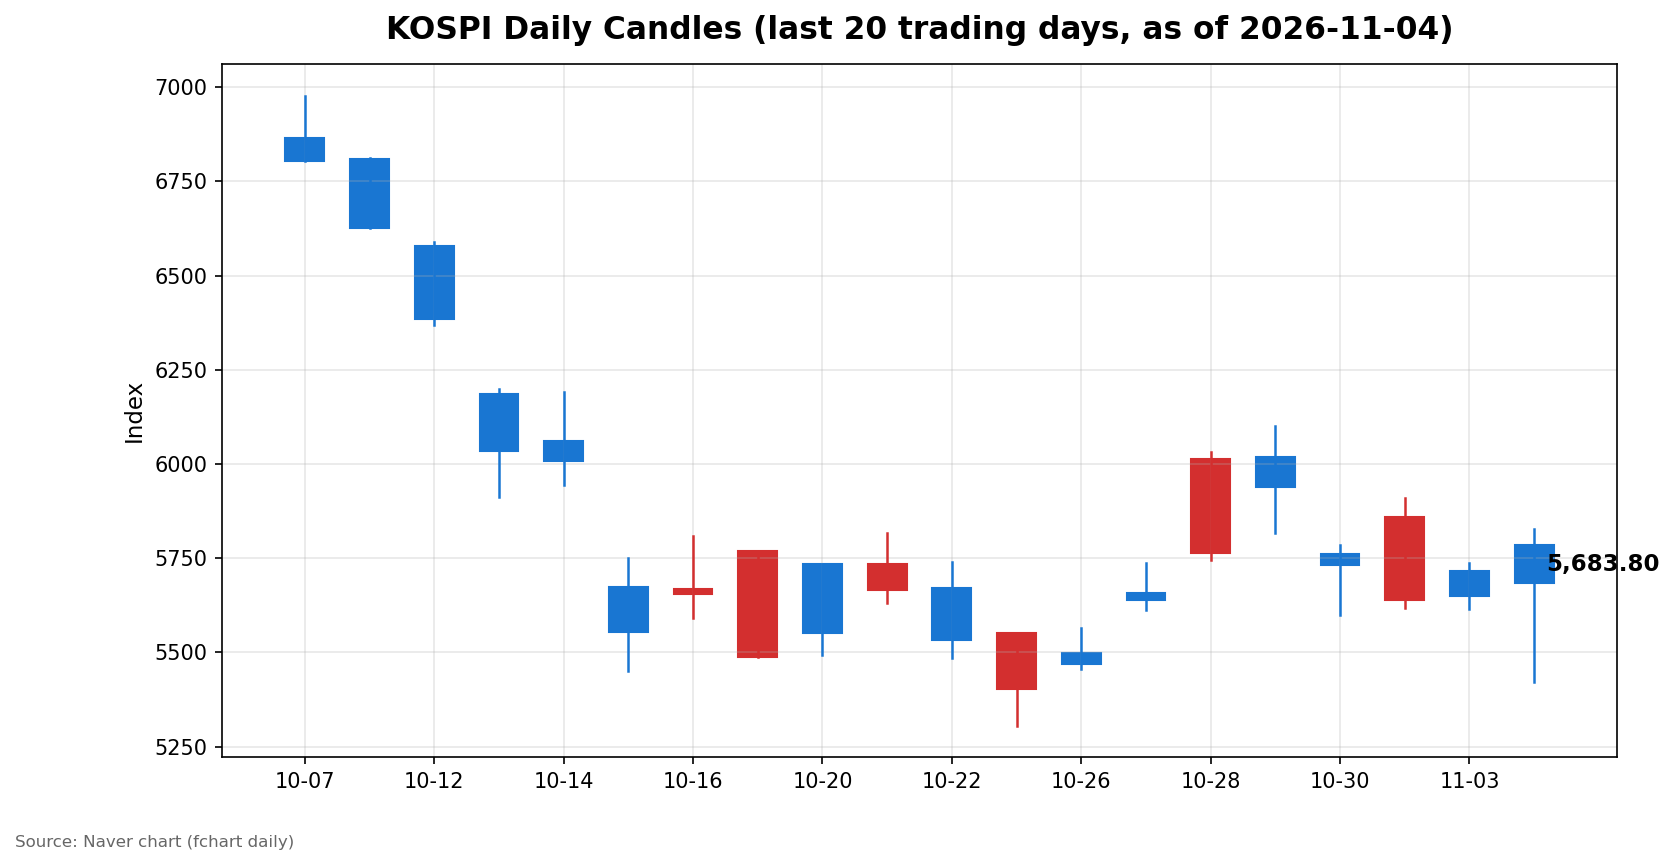 KOSPI Daily Candles (last 20 trading days, as of 2026-11-04)
7000
6750
6500
6250
6000
5750
5500
5250
Index
5,683.80
10-07 10-12 10-14 10-16 10-20 10-22 10-26 10-28 10-30 11-03
Source: Naver chart (fchart daily)